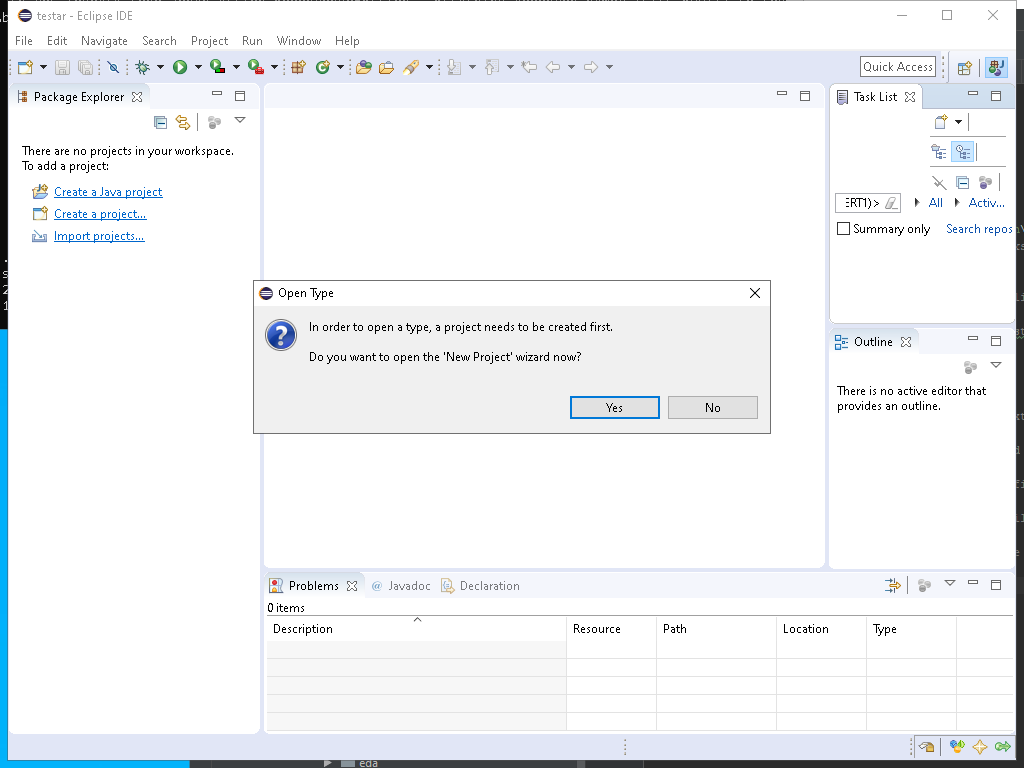 testar - Eclipse IDE
File Edit Navigate Search Project Run Window Help
Quick Access
Package Explorer
There are no projects in your workspace.
To add a project:
Create a Java project
Create a project...
Import projects...
Task List
ERT1)> All Activ...
Summary only Search repos
Open Type
In order to open a type, a project needs to be created first.
Do you want to open the 'New Project' wizard now?
Yes No
Outline
There is no active editor that
provides an outline.
Problems @ Javadoc Declaration
0 items
Description Resource Path Location Type
eda